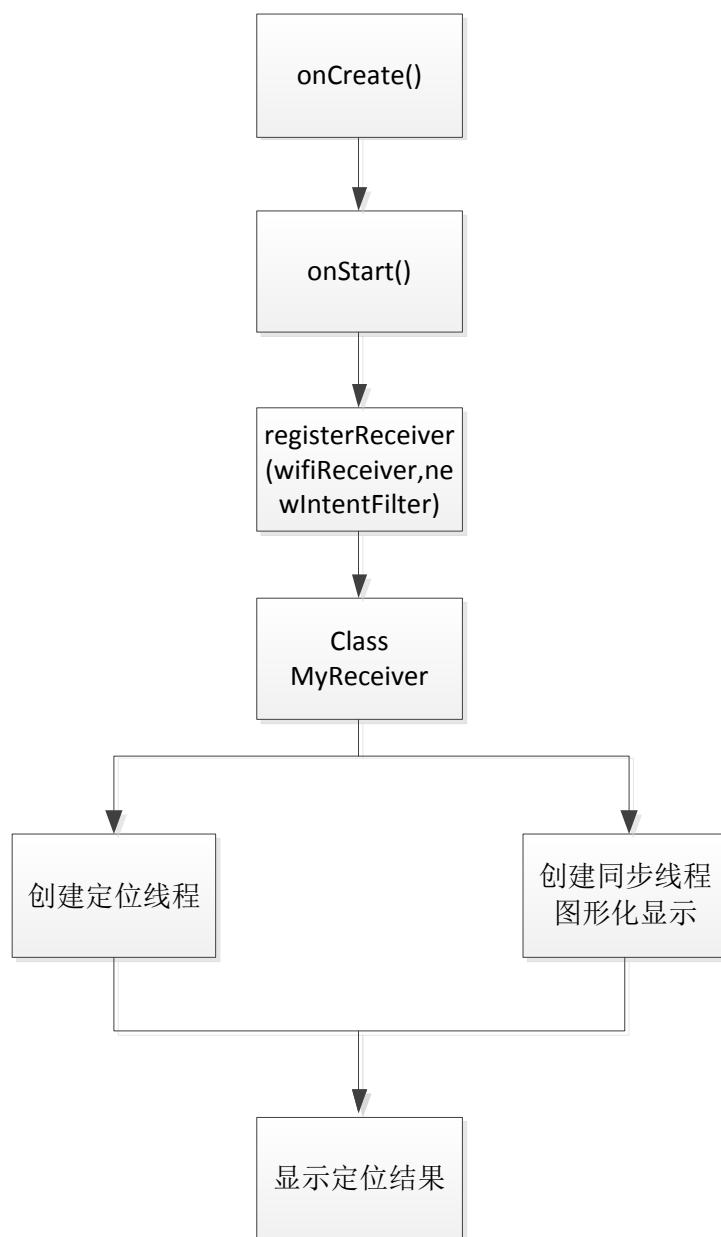 onCreate()
onStart()
registerReceiver
(wifiReceiver,ne
wIntentFilter)
Class
MyReceiver
创建定位线程
创建同步线程
图形化显示
显示定位结果